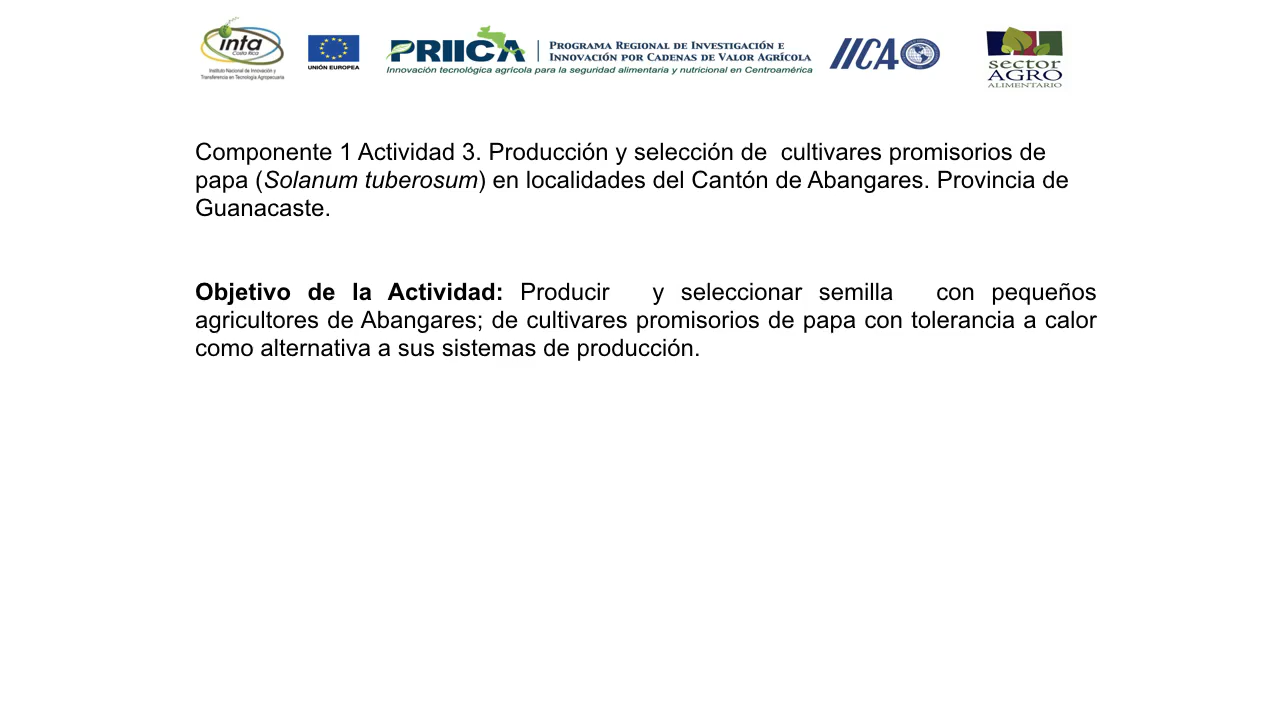 inta
Costa Rica
Instituto Nacional de Innovación y
Transferencia en Tecnología Agropecuaria
UNIÓN EUROPEA
PRIICA
PROGRAMA REGIONAL DE INVESTIGACIÓN E
INNOVACIÓN POR CADENAS DE VALOR AGRÍCOLA
Innovación tecnológica agrícola para la seguridad alimentaria y nutricional en Centroamérica
IICA
sector
AGRO
ALIMENTARIO
Componente 1 Actividad 3. Producción y selección de  cultivares promisorios de
papa (Solanum tuberosum) en localidades del Cantón de Abangares. Provincia de
Guanacaste.
Objetivo de la Actividad: Producir  y seleccionar semilla  con pequeños
agricultores de Abangares; de cultivares promisorios de papa con tolerancia a calor
como alternativa a sus sistemas de producción.